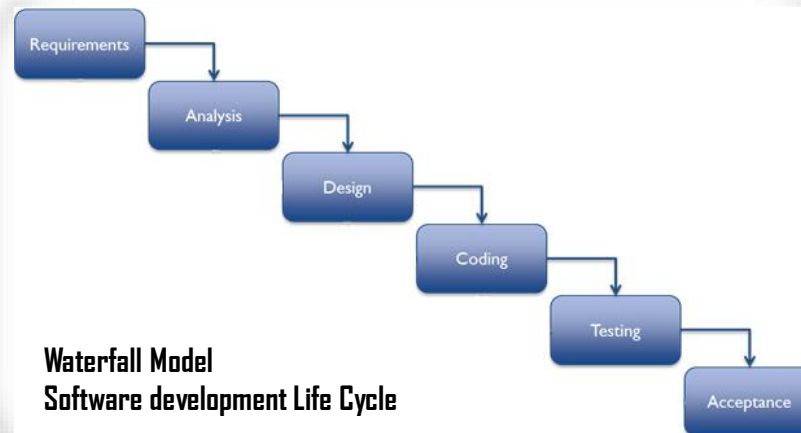 Requirements
Analysis
Design
Coding
Testing
Acceptance
Waterfall Model
Software development Life Cycle